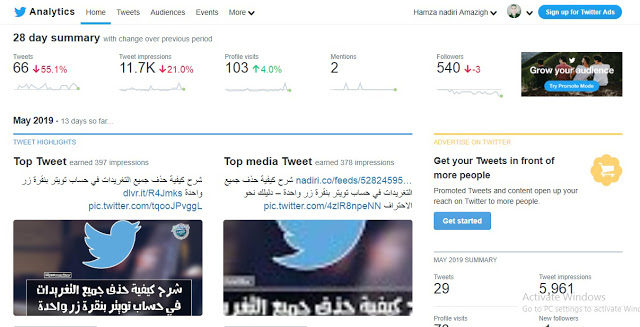 Analytics Home Tweets Audiences Events More Hamza nadiri Amazigh Sign up for Twitter Ads
28 day summary with change over previous period
Tweets Tweet impressions Profile visits Mentions Followers
66 ↓55.1% 11.7K ↓21.0% 103 ↑4.0% 2 540 ↓-3
Grow your audience
Try Promote Mode
May 2019 • 13 days so far...
TWEET HIGHLIGHTS
Top Tweet earned 397 impressions
شرح كيفية حذف جميع التغريدات في حساب تويتر بنقرة زر
واحدة dlvr.it/R4Jmks
pic.twitter.com/tqooJPvggL
شرح كيفية حذف جميع التغريدات
في حساب تويتر بنقرة زر واحدة
Top media Tweet earned 378 impressions
شرح كيفية حذف جميع nadiri.co/feeds/52824595...
التغريدات في حساب تويتر بنقرة زر واحدة – دليلك نحو
الاحتراف pic.twitter.com/4zIR8npeNN
ADVERTISE ON TWITTER
Get your Tweets in front of
more people
Promoted Tweets and content open up your
reach on Twitter to more people.
Get started
MAY 2019 SUMMARY
Tweets Tweet impressions
29 5,961
Profile visits New followers
Activate Windows
Go to PC settings to activate Win